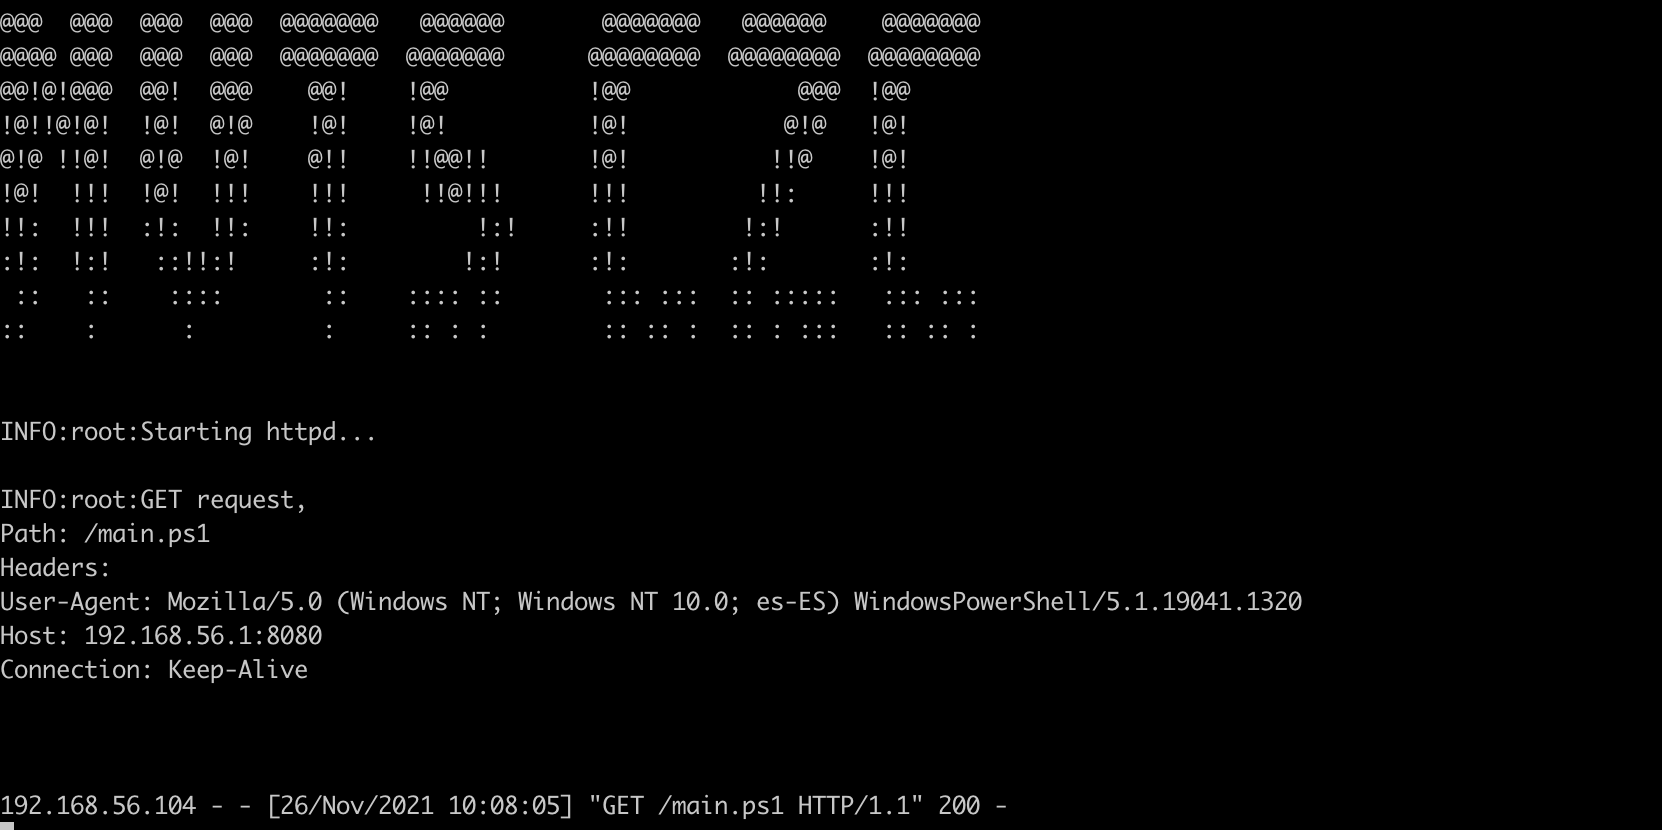 @@@  @@@  @@@  @@@  @@@@@@@   @@@@@@       @@@@@@@   @@@@@@    @@@@@@@
@@@@ @@@  @@@  @@@  @@@@@@@  @@@@@@@      @@@@@@@@  @@@@@@@@  @@@@@@@@
@@!@!@@@  @@!  @@@    @@!    !@@          !@@            @@@  !@@
!@!!@!@!  !@!  @!@    !@!    !@!          !@!           @!@   !@!
@!@ !!@!  @!@  !@!    @!!    !!@@!!       !@!          !!@    !@!
!@!  !!!  !@!  !!!    !!!     !!@!!!      !!!         !!:     !!!
!!:  !!!  :!:  !!:    !!:         !:!     :!!        !:!      :!!
:!:  !:!   ::!!:!     :!:        !:!      :!:       :!:       :!:
 ::   ::    ::::       ::    :::: ::       ::: :::  :: :::::   ::: :::
::    :      :         :     :: : :        :: :: :  :: : :::   :: :: :
INFO:root:Starting httpd...
INFO:root:GET request,
Path: /main.ps1
Headers:
User-Agent: Mozilla/5.0 (Windows NT; Windows NT 10.0; es-ES) WindowsPowerShell/5.1.19041.1320
Host: 192.168.56.1:8080
Connection: Keep-Alive
192.168.56.104 - - [26/Nov/2021 10:08:05] "GET /main.ps1 HTTP/1.1" 200 -